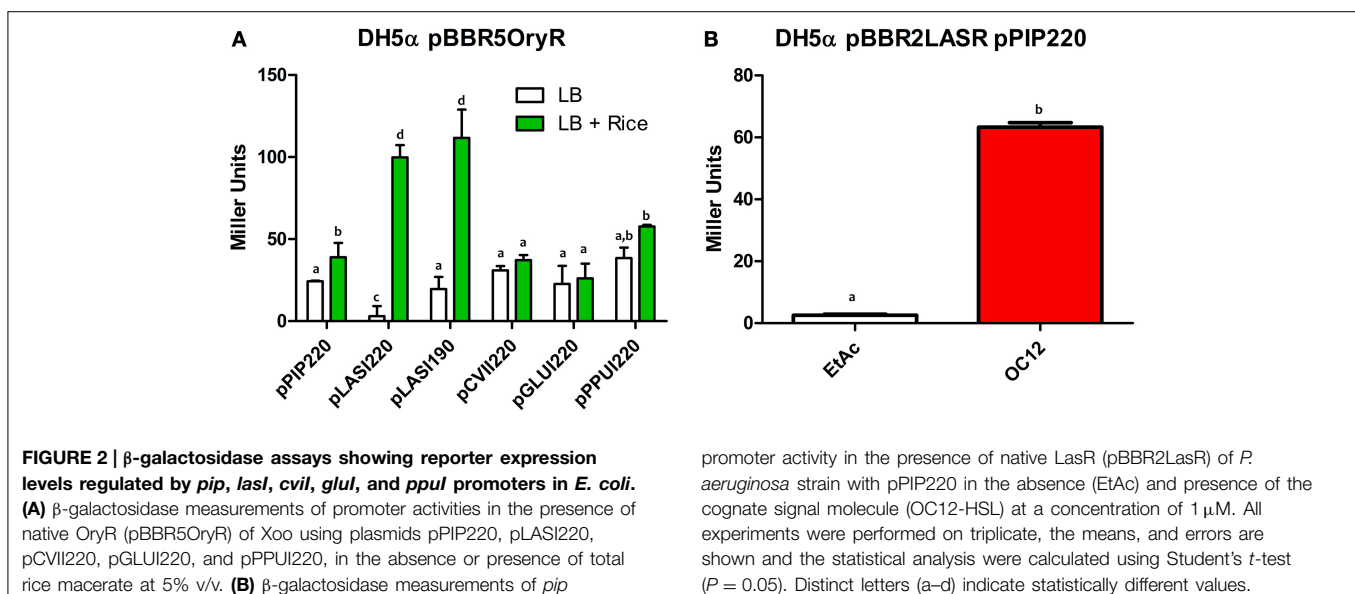 A
DH5α pBBR5OryR
Miller Units
150
100
50
0
LB
LB + Rice
a
b
c
d
a
d
a
a
a
a
a,b
b
pPIP220
pLASI220
pLASI190
pCVII220
pGLUI220
pPPUI220
B
DH5α pBBR2LASR pPIP220
Miller Units
80
60
40
20
0
a
b
EtAc
OC12
FIGURE 2 | β-galactosidase assays showing reporter expression
levels regulated by pip, lasI, cviI, gluI, and ppuI promoters in E. coli.
(A) β-galactosidase measurements of promoter activities in the presence of
native OryR (pBBR5OryR) of Xoo using plasmids pPIP220, pLASI220,
pCVII220, pGLUI220, and pPPUI220, in the absence or presence of total
rice macerate at 5% v/v. (B) β-galactosidase measurements of pip
promoter activity in the presence of native LasR (pBBR2LasR) of P.
aeruginosa strain with pPIP220 in the absence (EtAc) and presence of the
cognate signal molecule (OC12-HSL) at a concentration of 1 μM. All
experiments were performed on triplicate, the means, and errors are
shown and the statistical analysis were calculated using Student's t-test
(P = 0.05). Distinct letters (a–d) indicate statistically different values.